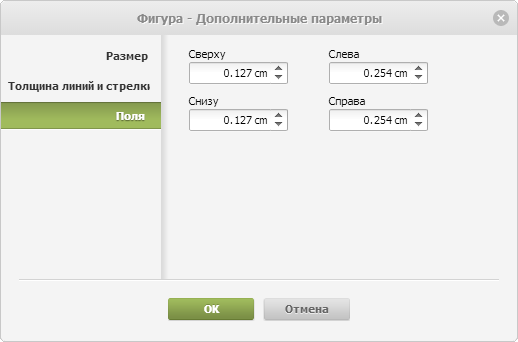 Фигура - Дополнительные параметры
Размер
Толщина линий и стрелки
Поля
Сверху
Слева
0.127 cm
0.254 cm
Снизу
Справа
0.127 cm
0.254 cm
OK
Отмена